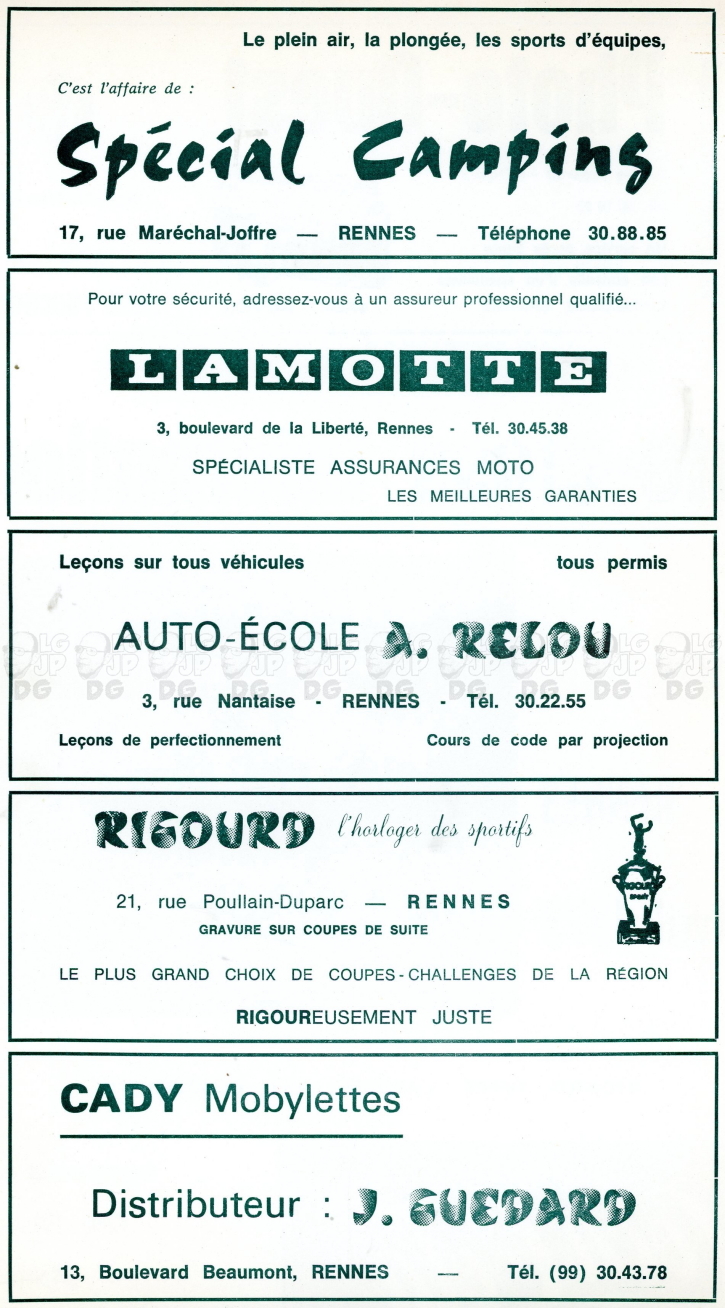 Le plein air, la plongée, les sports d'équipes,
C'est l'affaire de :
Spécial Camping
17, rue Maréchal-Joffre — RENNES — Téléphone 30.88.85
Pour votre sécurité, adressez-vous à un assureur professionnel qualifié...
LAMOTTE
3, boulevard de la Liberté, Rennes - Tél. 30.45.38
SPÉCIALISTE ASSURANCES MOTO
LES MEILLEURES GARANTIES
Leçons sur tous véhicules tous permis
AUTO-ÉCOLE A. RELOU
3, rue Nantaise - RENNES - Tél. 30.22.55
Leçons de perfectionnement Cours de code par projection
RIGOURD l'horloger des sportifs
RIGOURD
21, rue Poullain-Duparc — RENNES
GRAVURE SUR COUPES DE SUITE
LE PLUS GRAND CHOIX DE COUPES-CHALLENGES DE LA RÉGION
RIGOUREUSEMENT JUSTE
CADY Mobylettes
Distributeur : J. GUEDARD
13, Boulevard Beaumont, RENNES — Tél. (99) 30.43.78